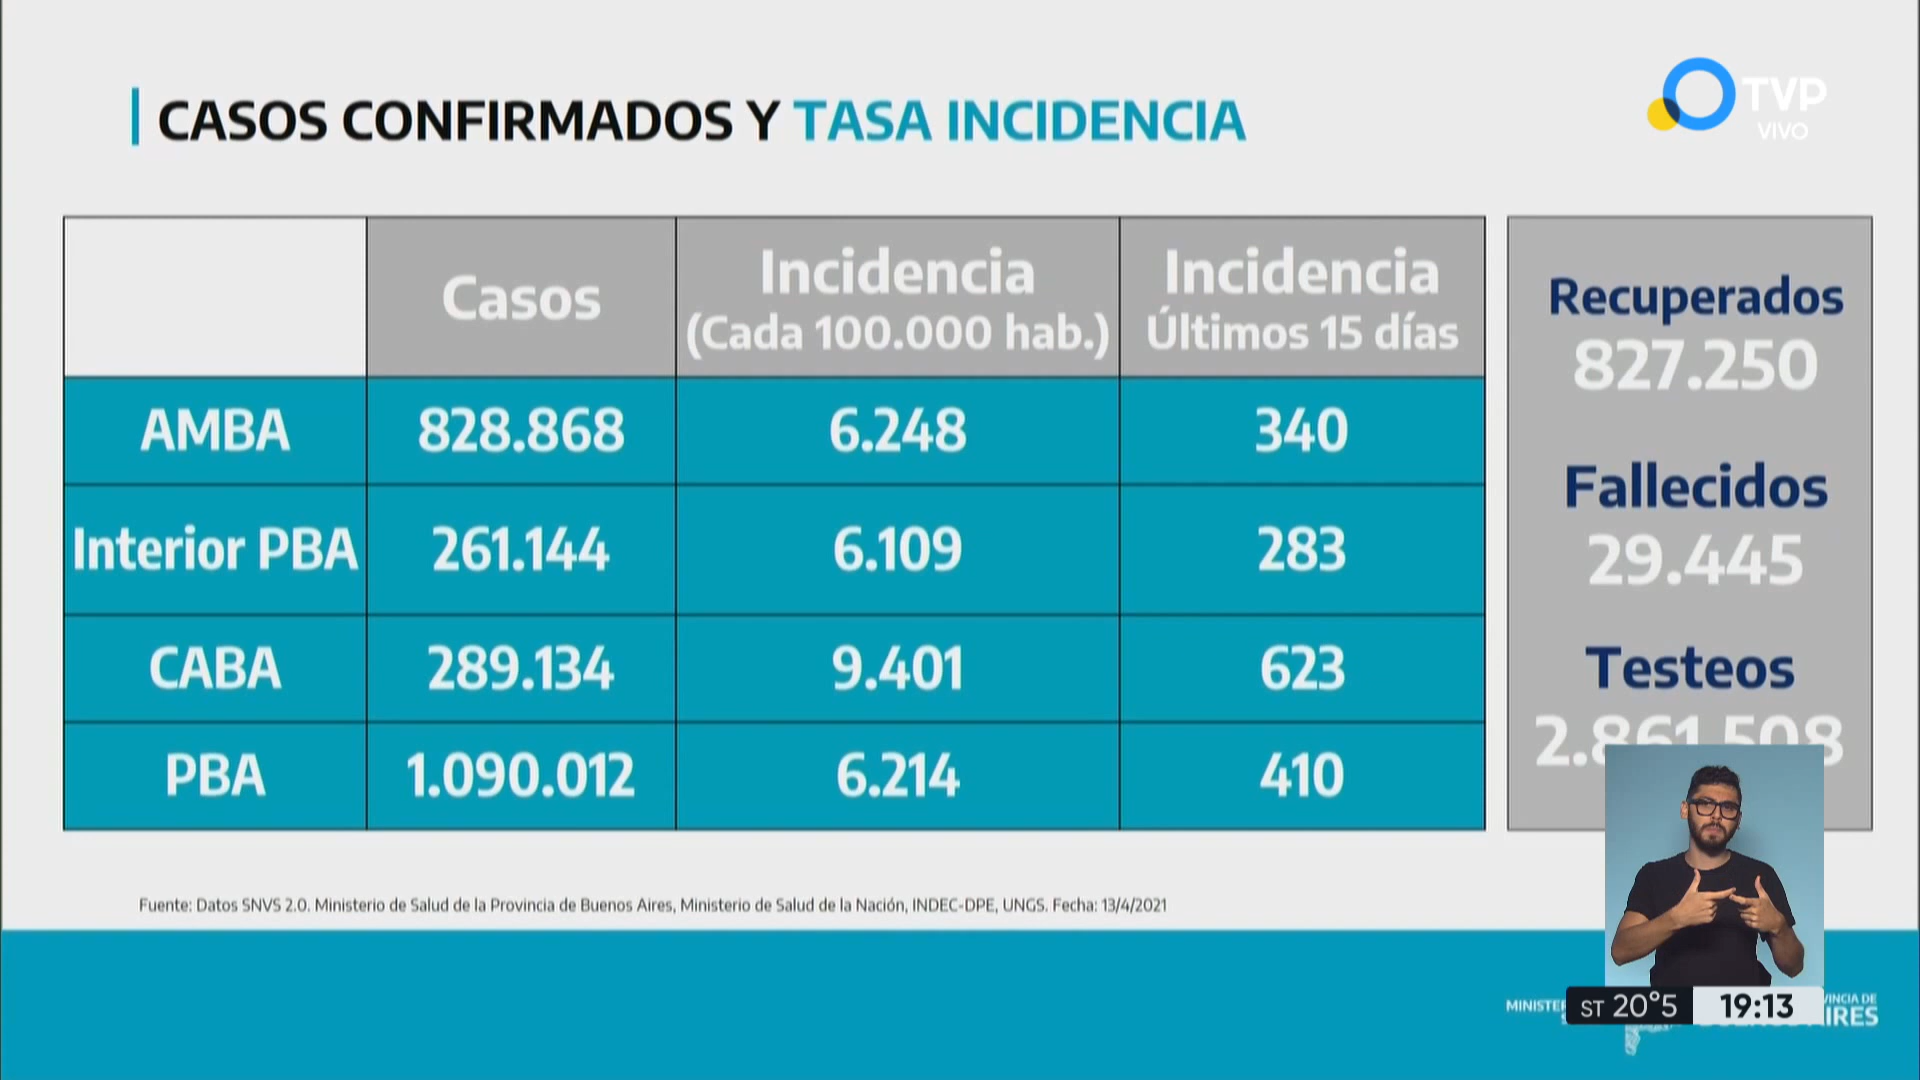 CASOS CONFIRMADOS Y TASA INCIDENCIA
TVP
VIVO
Casos
Incidencia
(Cada 100.000 hab.)
Incidencia
Últimos 15 días
AMBA 828.868 6.248 340
Interior PBA 261.144 6.109 283
CABA 289.134 9.401 623
PBA 1.090.012 6.214 410
Recuperados
827.250
Fallecidos
29.445
Testeos
2.861.508
Fuente: Datos SNVS 2.0. Ministerio de Salud de la Provincia de Buenos Aires, Ministerio de Salud de la Nación, INDEC-DPE, UNGS. Fecha: 13/4/2021
ST 20°5 19:13